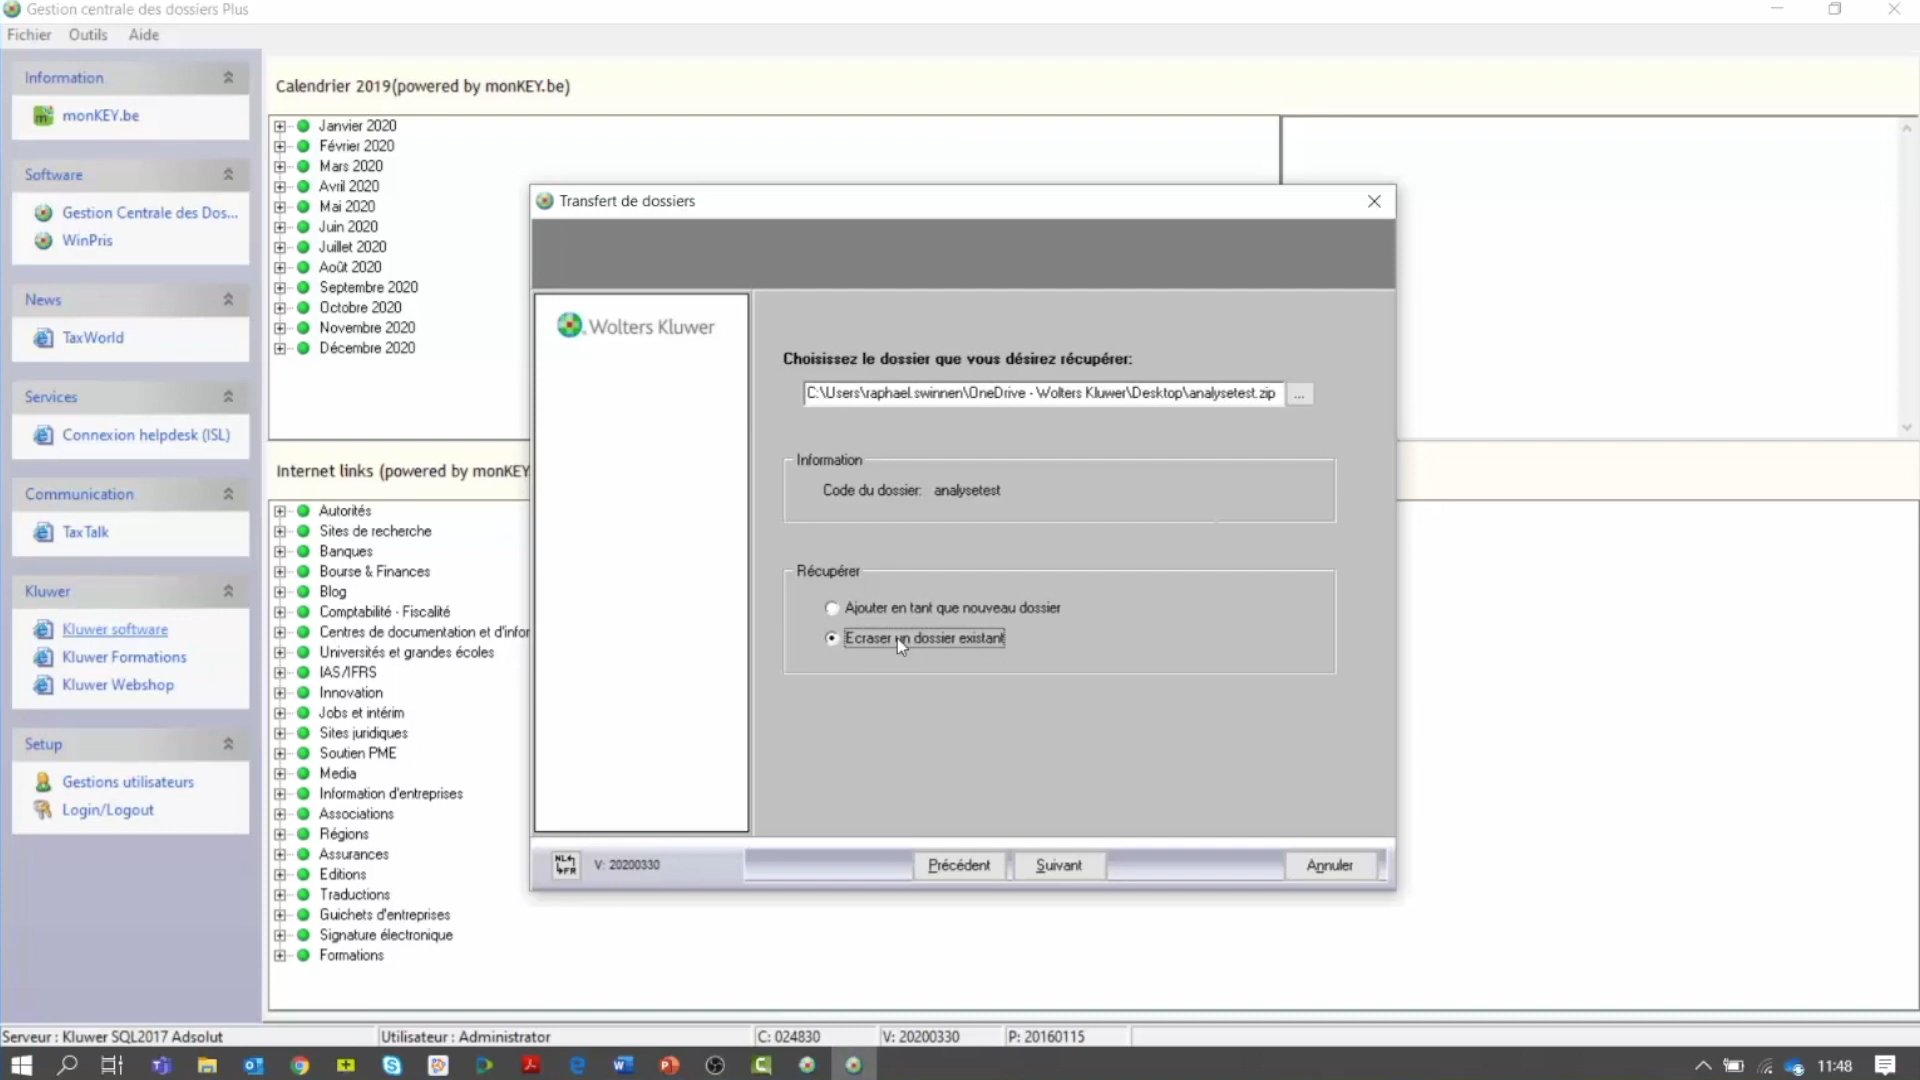 Gestion centrale des dossiers Plus
Fichier Outils Aide
Information
monKEY.be
Software
Gestion Centrale des Dos...
WinPris
News
TaxWorld
Services
Connexion helpdesk (ISL)
Communication
TaxTalk
Kluwer
Kluwer software
Kluwer Formations
Kluwer Webshop
Setup
Gestions utilisateurs
Login/Logout
Calendrier 2019(powered by monKEY.be)
Janvier 2020
Février 2020
Mars 2020
Avril 2020
Mai 2020
Juin 2020
Juillet 2020
Août 2020
Septembre 2020
Octobre 2020
Novembre 2020
Décembre 2020
Internet links (powered by monKEY
Autorités
Sites de recherche
Banques
Bourse & Finances
Blog
Comptabilité - Fiscalité
Centres de documentation et d'infor
Universités et grandes écoles
IAS/IFRS
Innovation
Jobs et intérim
Sites juridiques
Soutien PME
Media
Information d'entreprises
Associations
Régions
Assurances
Editions
Traductions
Guichets d'entreprises
Signature électronique
Formations
Transfert de dossiers
Wolters Kluwer
Choisissez le dossier que vous désirez récupérer:
C:\Users\raphael.swinnen\OneDrive - Wolters Kluwer\Desktop\analysetest.zip
...
Information
Code du dossier: analysetest
Récupérer
Ajouter en tant que nouveau dossier
Ecraser un dossier existant
NL
FR
V: 20200330
Précédent
Suivant
Annuler
Serveur : Kluwer SQL2017 Adsolut
Utilisateur : Administrator
C: 024830
V: 20200330
P: 20160115
11:48